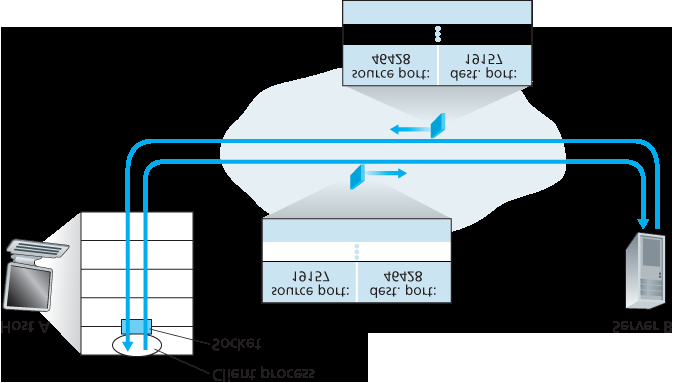 Client process
Socket
Host A
Server B
source port:
19157
dest. port:
46428
source port:
46428
dest. port:
19157